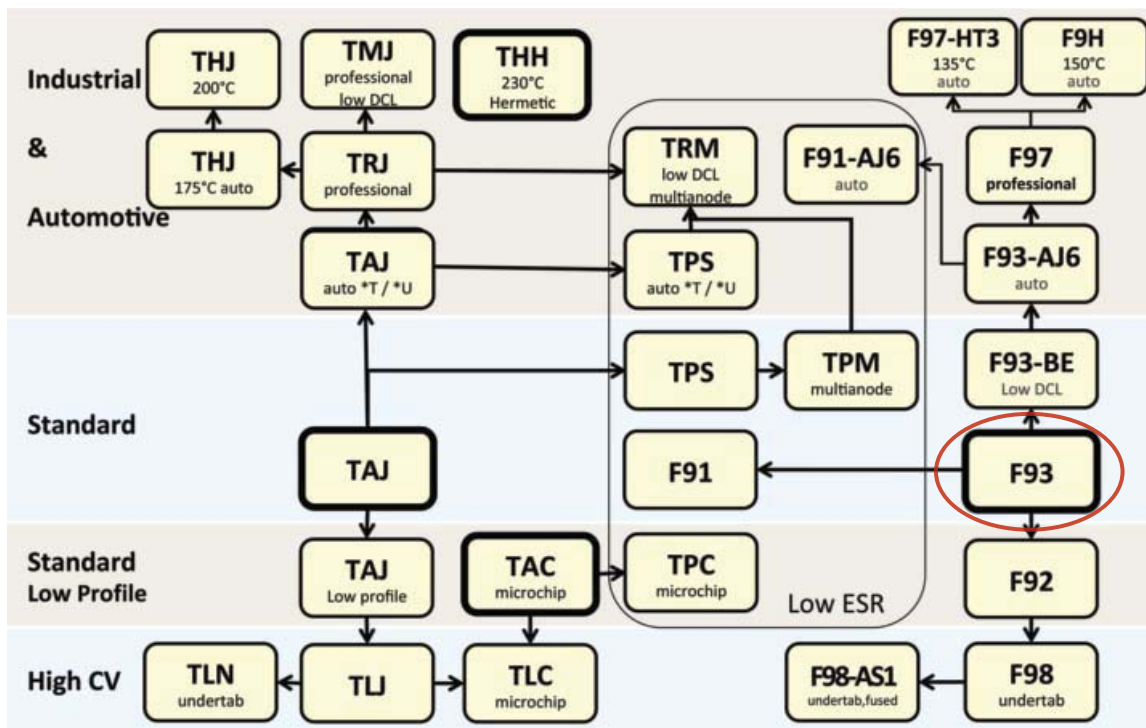 Industrial
&
Automotive
THJ
200°C
TMJ
professional
low DCL
THH
230°C
Hermetic
F97-HT3
135°C
auto
F9H
150°C
auto
THJ
175°C auto
TRJ
professional
TRM
low DCL
multianode
F91-AJ6
auto
F97
professional
TAJ
auto *T / *U
TPS
auto *T / *U
F93-AJ6
auto
Standard
TPS
TPM
multianode
F93-BE
Low DCL
TAJ
F91
F93
Standard
Low Profile
TAJ
Low profile
TAC
microchip
TPC
microchip
Low ESR
F92
High CV
TLN
undertab
TLJ
TLC
microchip
F98-AS1
undertab,fused
F98
undertab